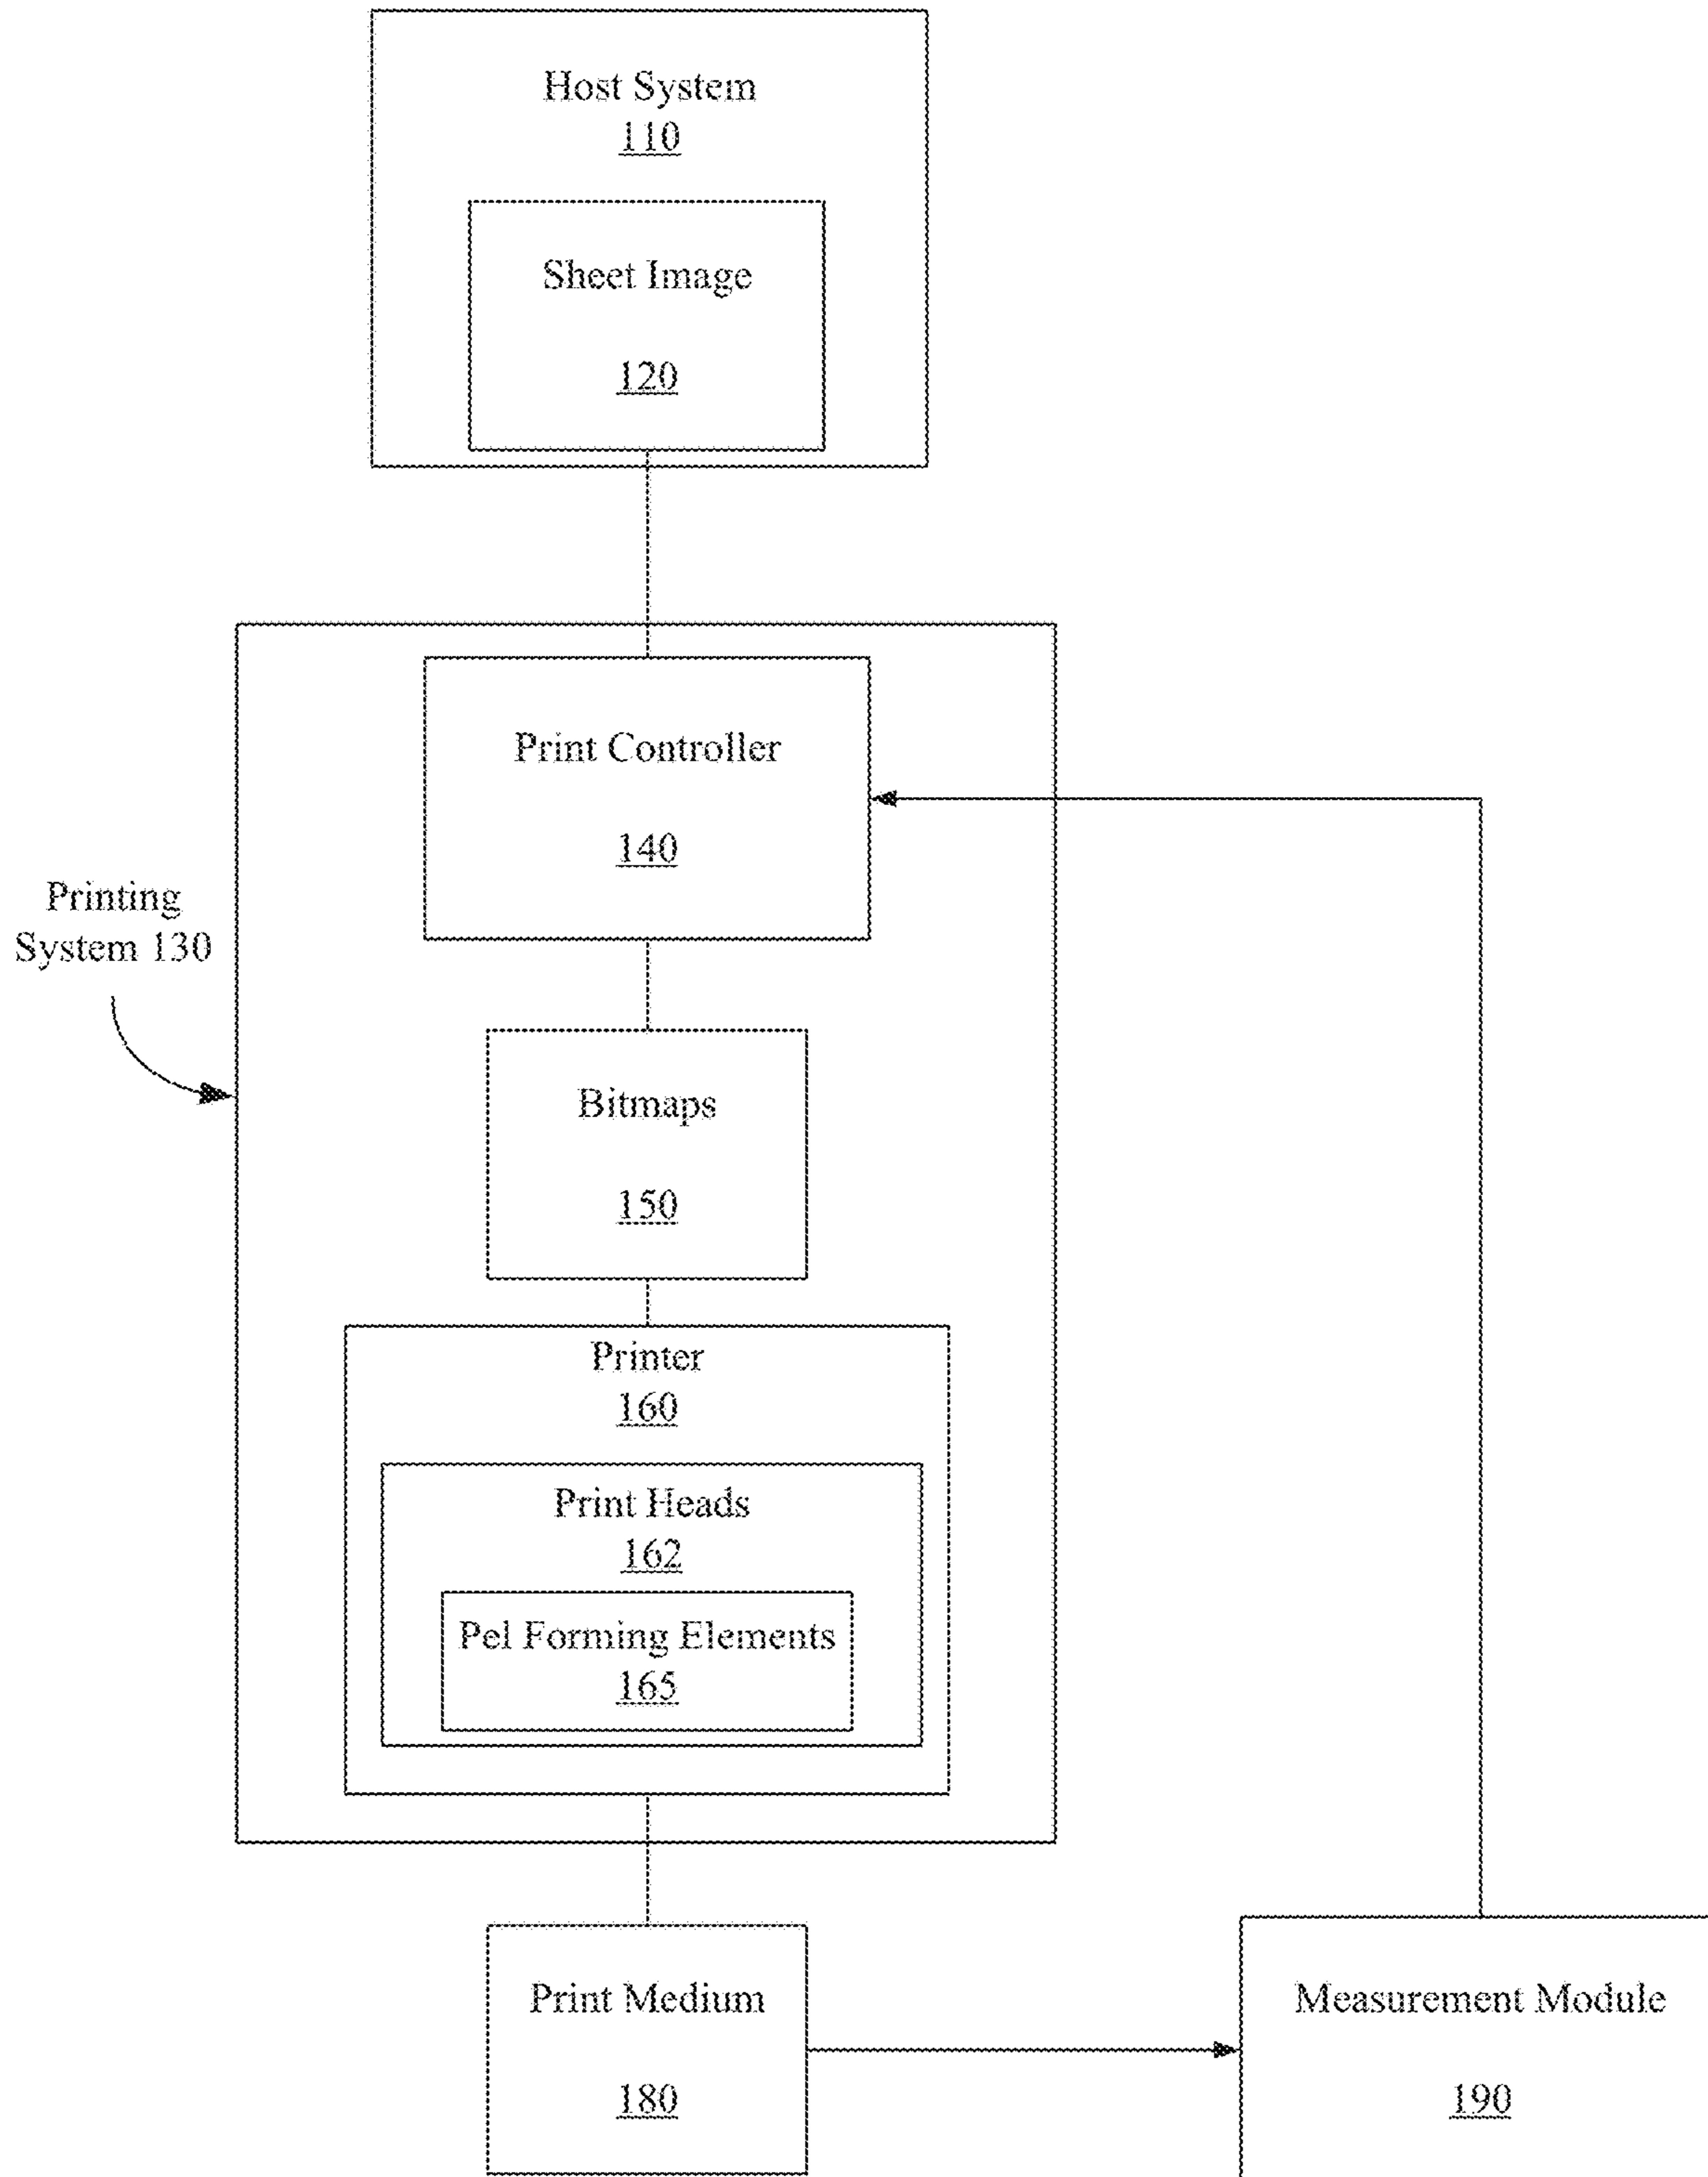 Host System
110
Sheet Image
120
Print Controller
140
Printing
System 130
Bitmaps
150
Printer
160
Print Heads
162
Pel Forming Elements
165
Print Medium
180
Measurement Module
190